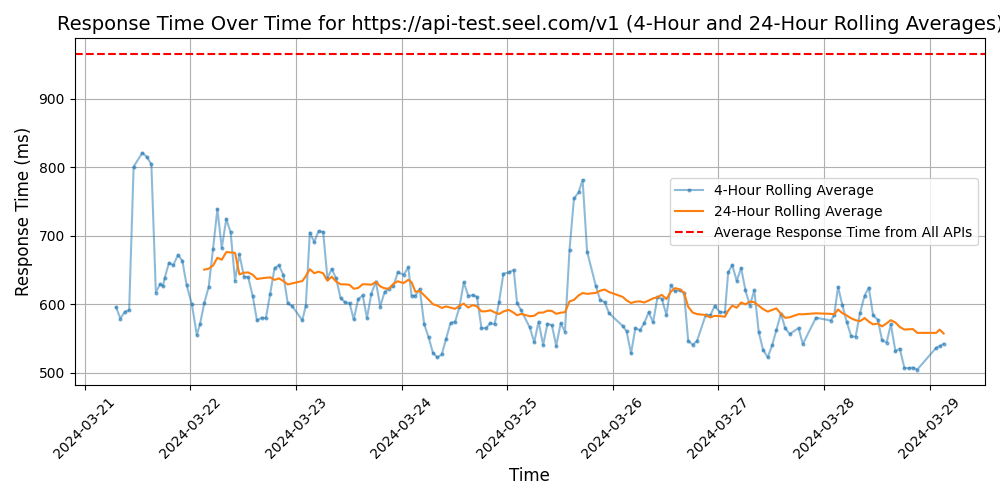 Response Time Over Time for https://api-test.seel.com/v1 (4-Hour and 24-Hour Rolling Averages)
Response Time (ms)
900
800
700
600
500
4-Hour Rolling Average
24-Hour Rolling Average
Average Response Time from All APIs
2024-03-21
2024-03-22
2024-03-23
2024-03-24
2024-03-25
2024-03-26
2024-03-27
2024-03-28
2024-03-29
Time